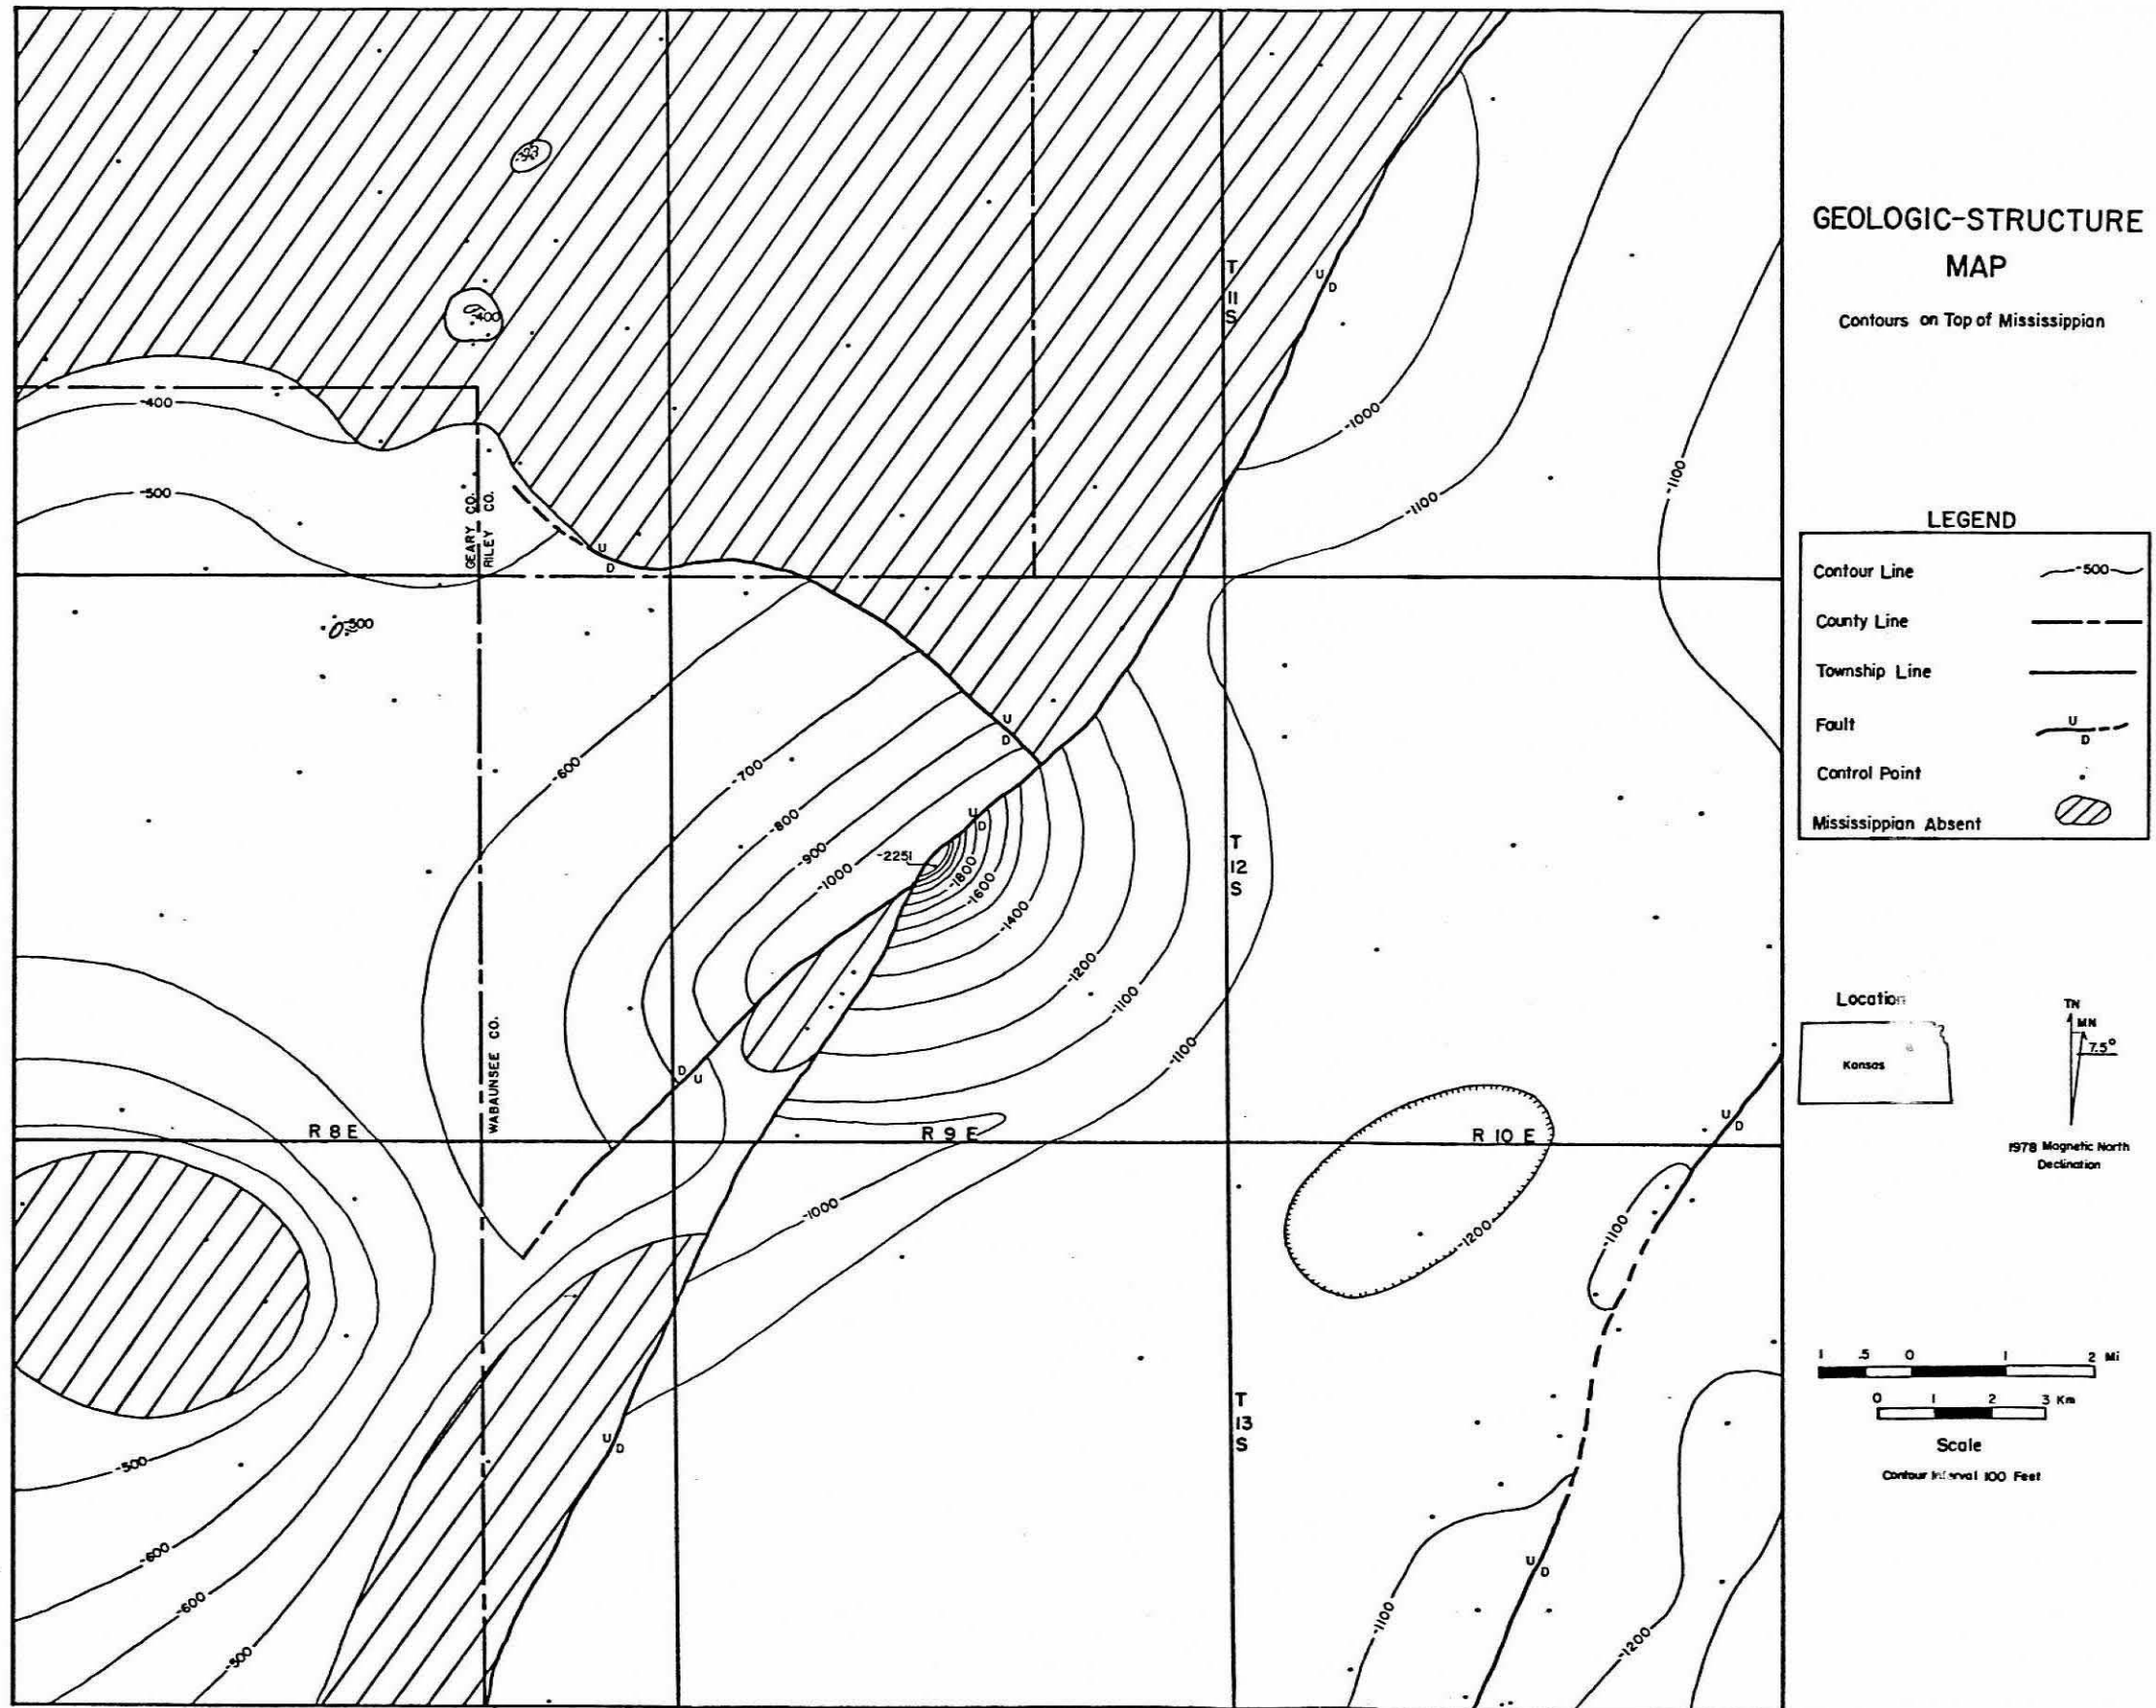 GEOLOGIC-STRUCTURE
MAP
Contours on Top of Mississippian
LEGEND
Contour Line
-500
County Line
Township Line
Fault
U
D
Control Point
Mississippian Absent
Location
Kansas
TN
MN
7.5°
1978 Magnetic North
Declination
1 .5 0 1 2 Mi
0 1 2 3 Km
Scale
Contour Interval 100 Feet
-393
T
11
S
U
D
-400
-400
-1000
-500
GEARY CO.
RILEY CO.
-1100
-1100
U
D
-500
U
D
-600
-700
-800
-900
-1000
U
D
-2251
-1800
-1600
-1400
-1200
-1100
-1100
T
12
S
WABAUNSEE CO.
D
U
R 8 E
R 9 E
R 10 E
U
D
-1000
-1200
-1100
T
13
S
U
D
-500
-600
-600
-500
U
D
-1100
-1200